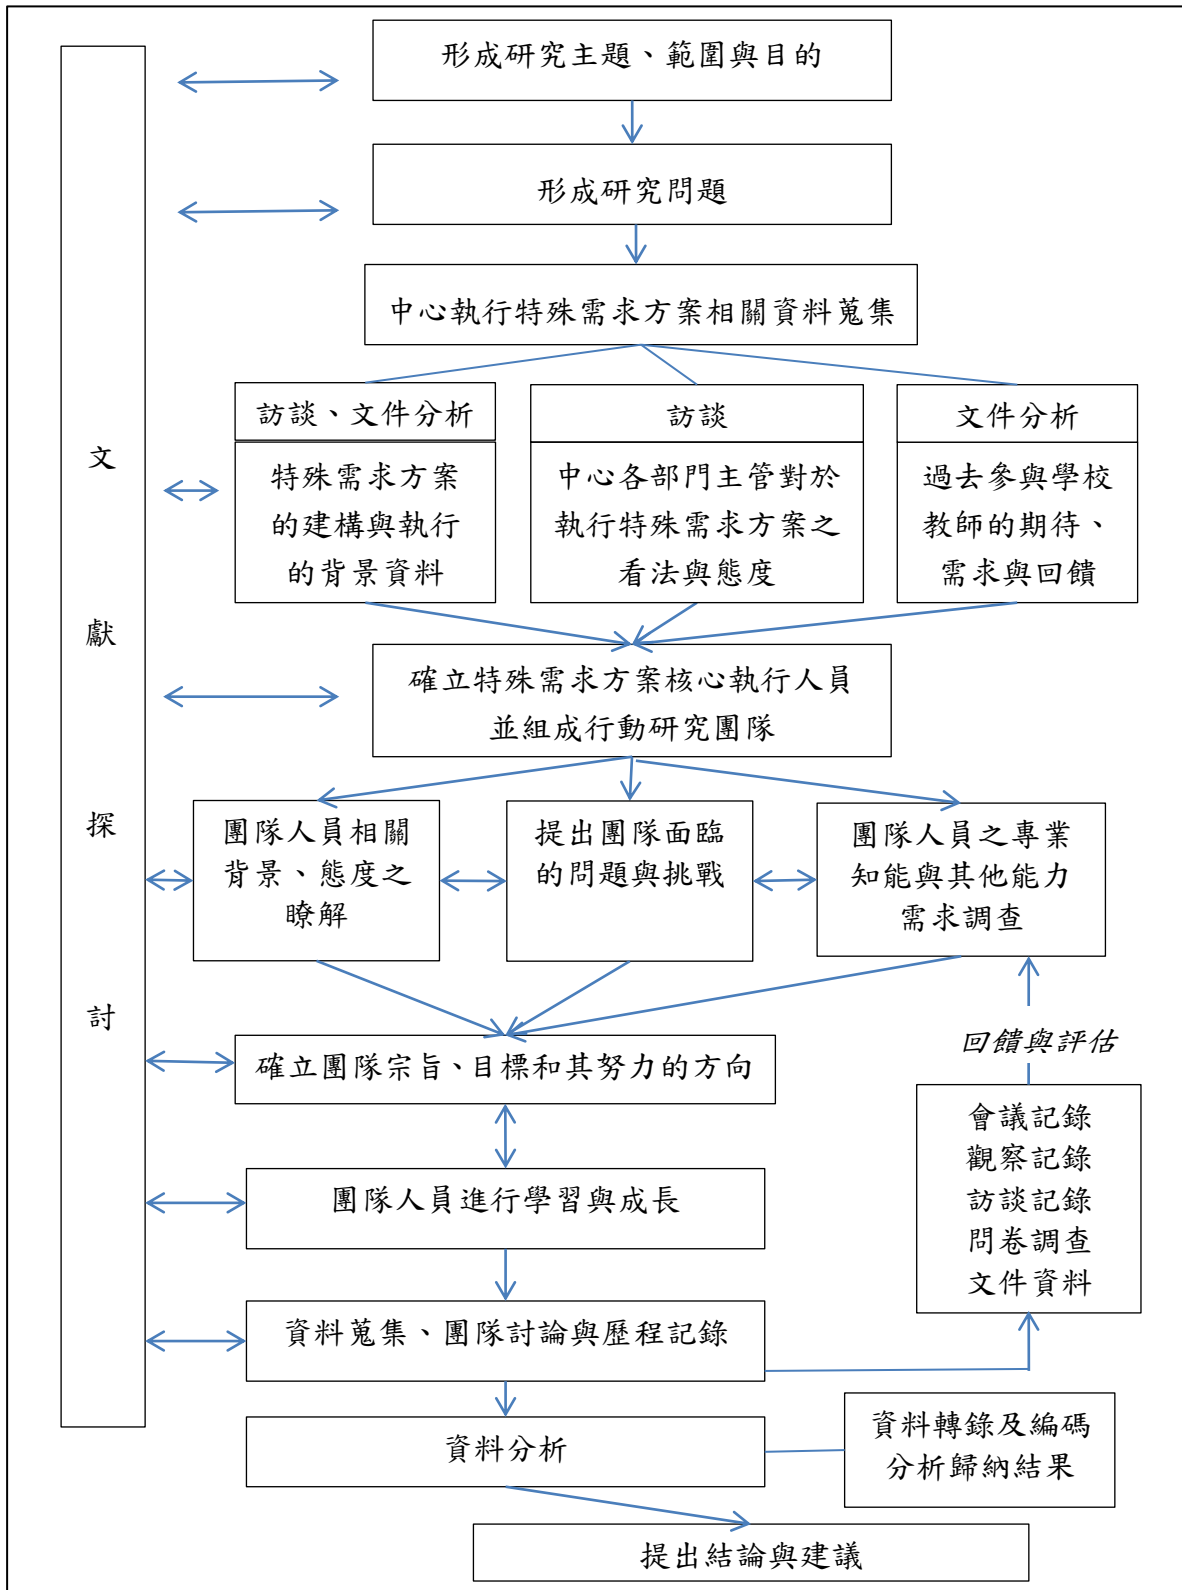 形成研究主題、範圍與目的
形成研究問題
中心執行特殊需求方案相關資料蒐集
訪談、文件分析
特殊需求方案
的建構與執行
的背景資料
訪談
中心各部門主管對於
執行特殊需求方案之
看法與態度
文件分析
過去參與學校
教師的期待、
需求與回饋
文
獻
探
討
確立特殊需求方案核心執行人員
並組成行動研究團隊
團隊人員相關
背景、態度之
瞭解
提出團隊面臨
的問題與挑戰
團隊人員之專業
知能與其他能力
需求調查
確立團隊宗旨、目標和其努力的方向
回饋與評估
會議記錄
觀察記錄
訪談記錄
問卷調查
文件資料
團隊人員進行學習與成長
資料蒐集、團隊討論與歷程記錄
資料分析
資料轉錄及編碼
分析歸納結果
提出結論與建議